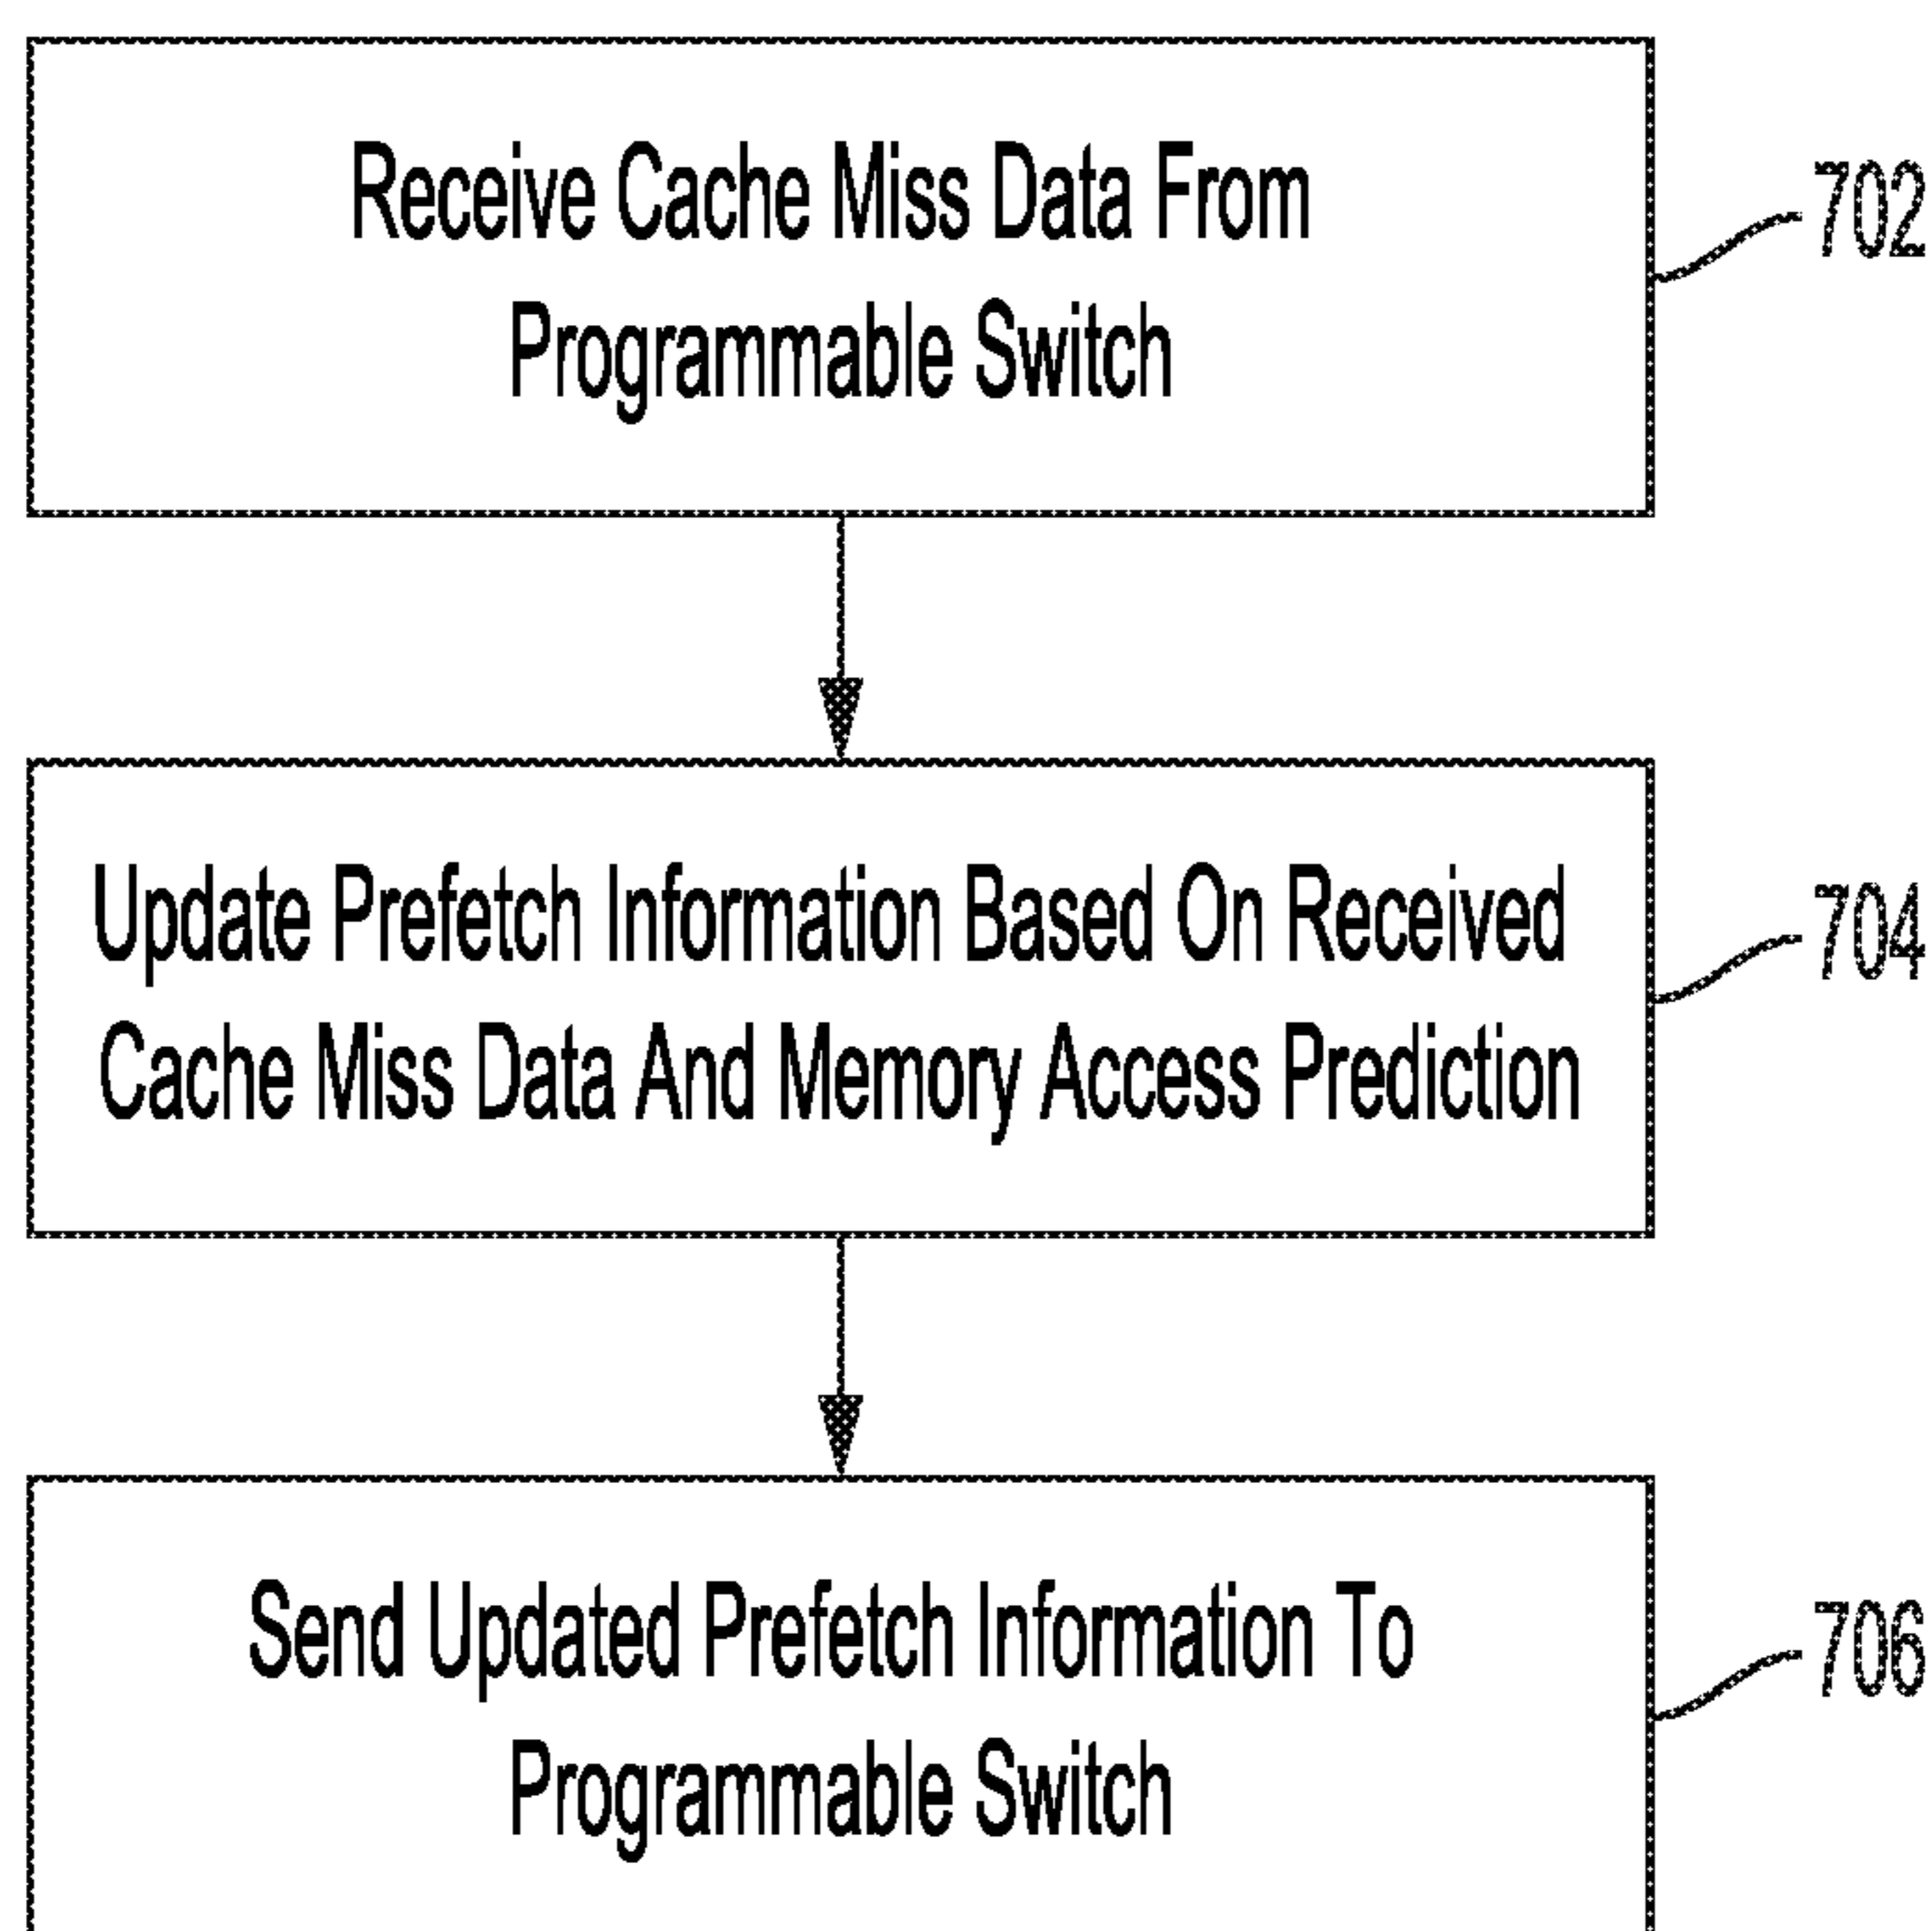 Receive Cache Miss Data From
Programmable Switch
702
Update Prefetch Information Based On Received
Cache Miss Data And Memory Access Prediction
704
Send Updated Prefetch Information To
Programmable Switch
706